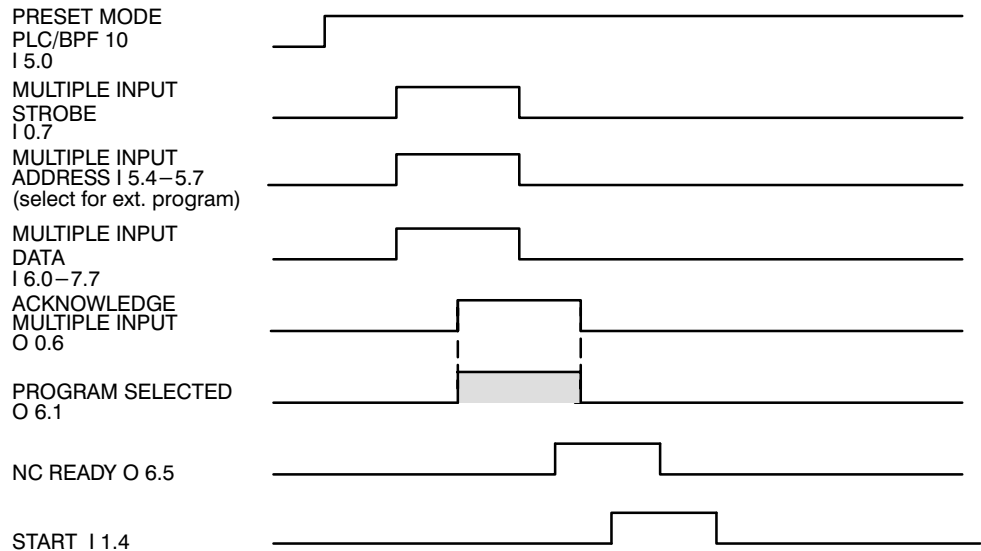 PRESET MODE
PLC/BPF 10
I 5.0
MULTIPLE INPUT
STROBE
I 0.7
MULTIPLE INPUT
ADDRESS I 5.4−5.7
(select for ext. program)
MULTIPLE INPUT
DATA
I 6.0−7.7
ACKNOWLEDGE
MULTIPLE INPUT
O 0.6
PROGRAM SELECTED
O 6.1
NC READY O 6.5
START I 1.4